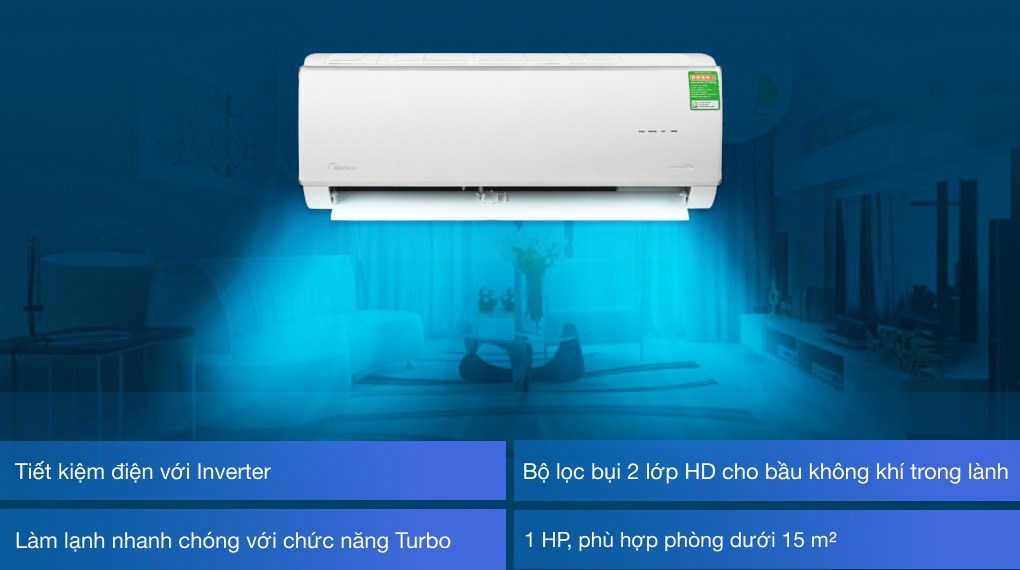 Tiết kiệm điện với Inverter
Bộ lọc bụi 2 lớp HD cho bầu không khí trong lành
Làm lạnh nhanh chóng với chức năng Turbo
1 HP, phù hợp phòng dưới 15 m²